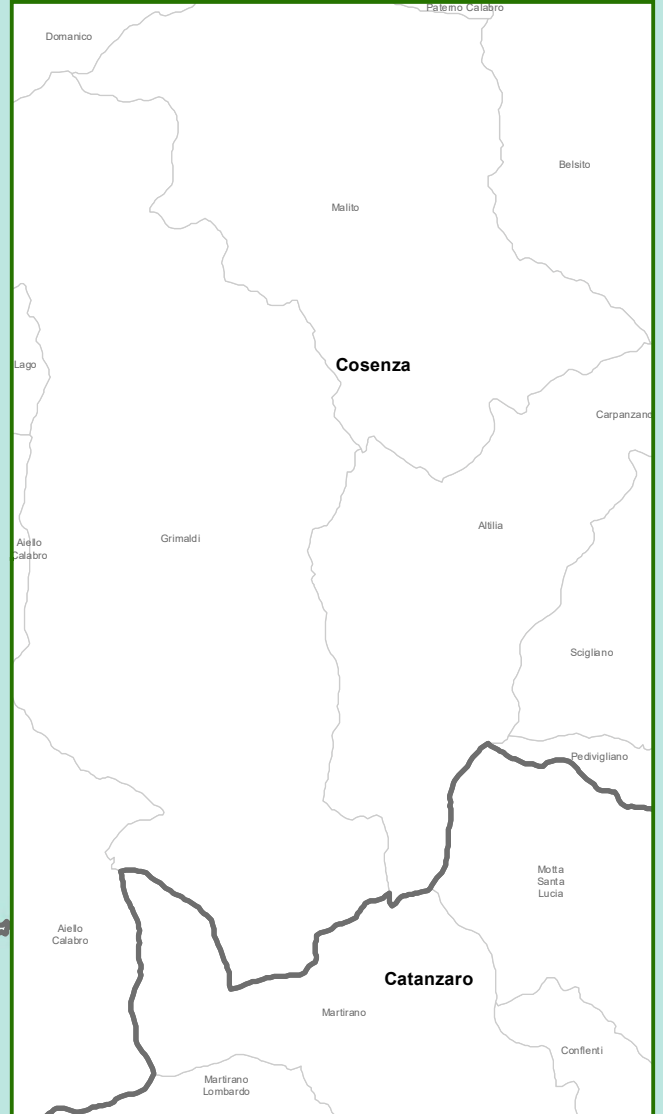 Paterno Calabro
Domanico
Belsito
Malito
Lago
Cosenza
Carpanzano
Altilia
Grimaldi
Aiello
Calabro
Scigliano
Pedivigliano
Motta
Santa
Lucia
Aiello
Calabro
Catanzaro
Martirano
Conflenti
Martirano
Lombardo